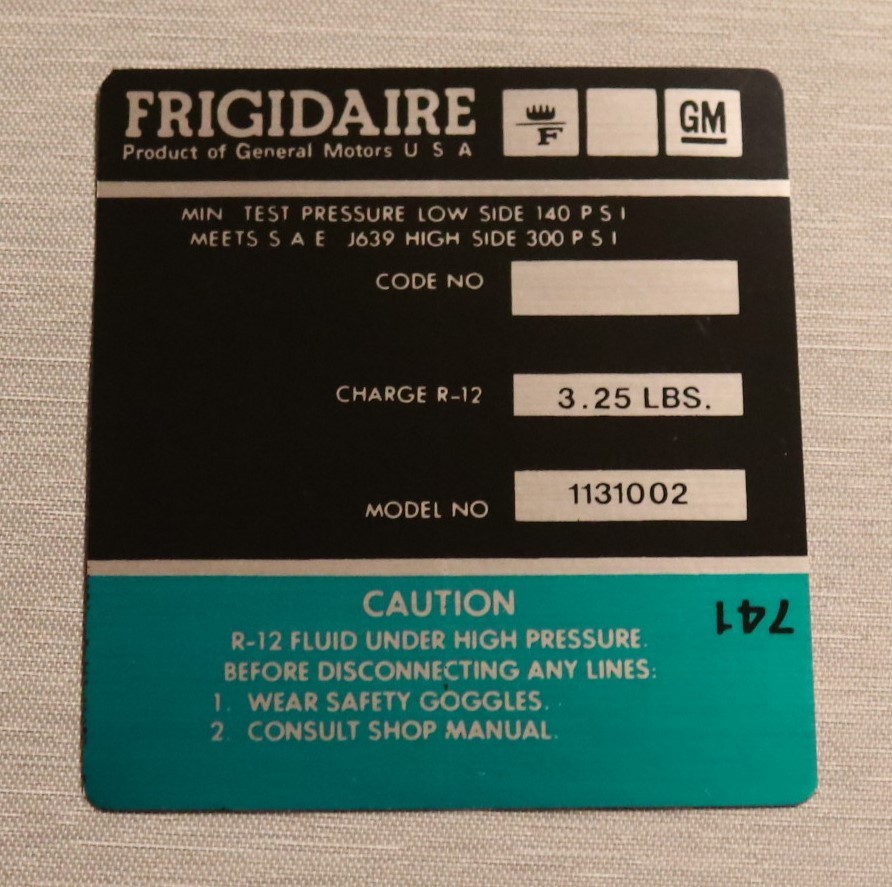 FRIGIDAIRE
Product of General Motors U S A
F
GM
MIN TEST PRESSURE LOW SIDE 140 P S I
MEETS S A E J639 HIGH SIDE 300 P S I
CODE NO
CHARGE R-12 3.25 LBS.
MODEL NO 1131002
CAUTION
741
R-12 FLUID UNDER HIGH PRESSURE.
BEFORE DISCONNECTING ANY LINES:
1. WEAR SAFETY GOGGLES.
2. CONSULT SHOP MANUAL.